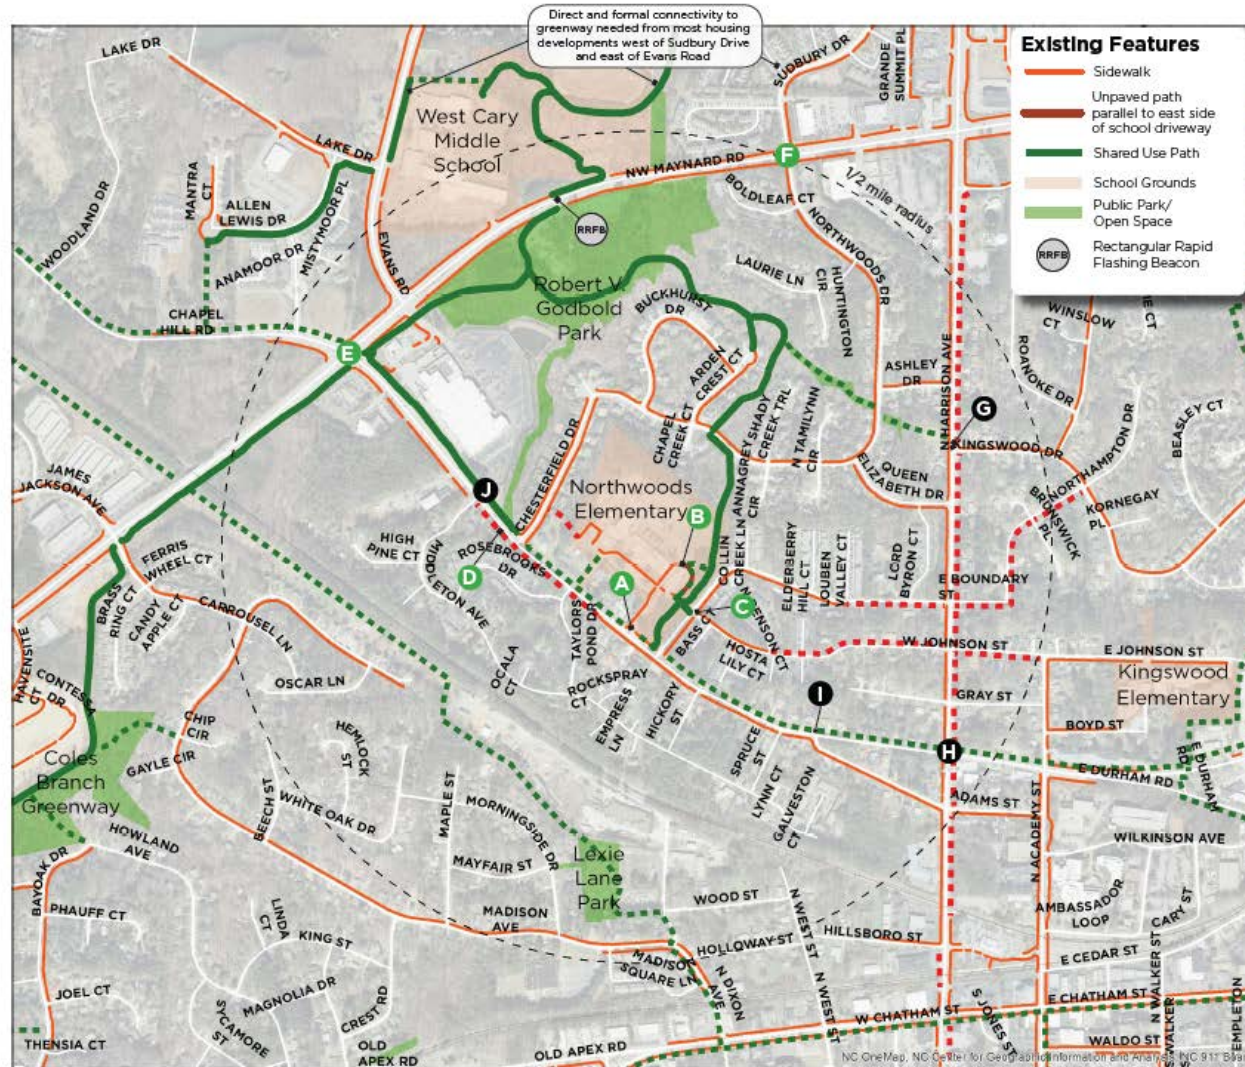 Direct and formal connectivity to
greenway needed from most housing
developments west of Sudbury Drive
and east of Evans Road
Existing Features
Sidewalk
Unpaved path
parallel to east side
of school driveway
Shared Use Path
School Grounds
Public Park/
Open Space
RRFB
Rectangular Rapid
Flashing Beacon
LAKE DR
SUDBURY DR
GRANDE
SUMMIT PL
West Cary
Middle
School
LAKE DR
F
NW MAYNARD RD
1/2 mile radius
BOLDLEAF CT
MANTRA
CT
ALLEN
LEWIS DR
MISTYMOOR PL
WOODLAND DR
ANAMOOR DR
EVANS RD
RRFB
NORTHWOODS DR
LAURIE LN
HUNTINGTON
CIR
Robert V.
Godbold
Park
BUCKHURST
DR
CHAPEL
HILL RD
E
WINSLOW
CT
ROANOKE DR
ARDEN
CREST CT
ASHLEY
DR
N HARRISON AVE
G
BEASLEY CT
CHAPEL
CREEK CT
SHADY
CREEK TRL
ANNAGREY
CIR
N TAMILYNN
CIR
N KINGSWOOD DR
NORTHAMPTON DR
CHESTERFIELD DR
QUEEN
ELIZABETH DR
BRUNSWICK
PL
KORNEGAY
PL
JAMES
JACKSON AVE
J
Northwoods
Elementary
B
HIGH
PINE CT
MIDDLETON AVE
ROSEBROOKS
DR
D
COLLIN
CREEK LN
ELDERBERRY
HILL CT
LOUBEN
VALLEY CT
LORD
BYRON CT
E BOUNDARY
ST
FERRIS
WHEEL CT
BRASS
RING CT
CANDY
APPLE CT
CARROUSEL LN
A
C
TAYLORS
POND DR
BASS CT
HOSTA
LILY CT
W JOHNSON ST
E JOHNSON ST
Kingswood
Elementary
HAVENSITE
CT
CONTESSA
DR
OSCAR LN
OCALA
CT
ROCKSPRAY
CT
EMPRESS
LN
HICKORY
ST
I
GRAY ST
BOYD ST
CHIP
CIR
GAYLE CIR
HEMLOCK
ST
SPRUCE
ST
LYNN CT
GALVESTON
CT
H
E DURHAM RD
E DURHAM
RD
Coles
Branch
Greenway
BEECH ST
WHITE OAK DR
MAPLE ST
MORNINGSIDE DR
ADAMS ST
N ACADEMY ST
WILKINSON AVE
HOWLAND
AVE
MAYFAIR ST
Lexie
Lane
Park
BAYOAK DR
PHAUFF CT
LINDA
CT
KING ST
MADISON
AVE
WOOD ST
N WEST ST
AMBASSADOR
LOOP
CARY ST
HOLLOWAY ST
HILLSBORO ST
MADISON
SQUARE LN
N DIXON
AVE
N WEST ST
E CEDAR ST
N WALKER ST
JOEL CT
MAGNOLIA DR
SYCAMORE
ST
CREST RD
E CHATHAM ST
W CHATHAM ST
S JONES ST
S WALKER
THENSIA CT
OLD
APEX RD
OLD APEX RD
WALDO ST